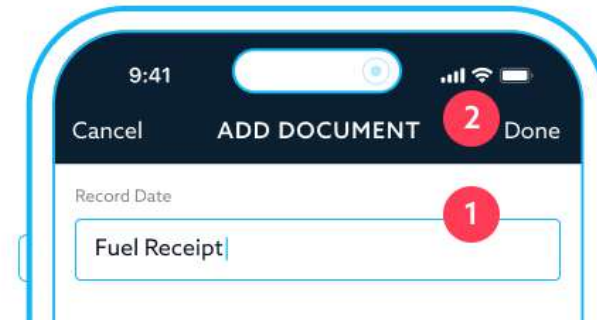 9:41
Cancel ADD DOCUMENT 2 Done
Record Date
1
Fuel Receipt